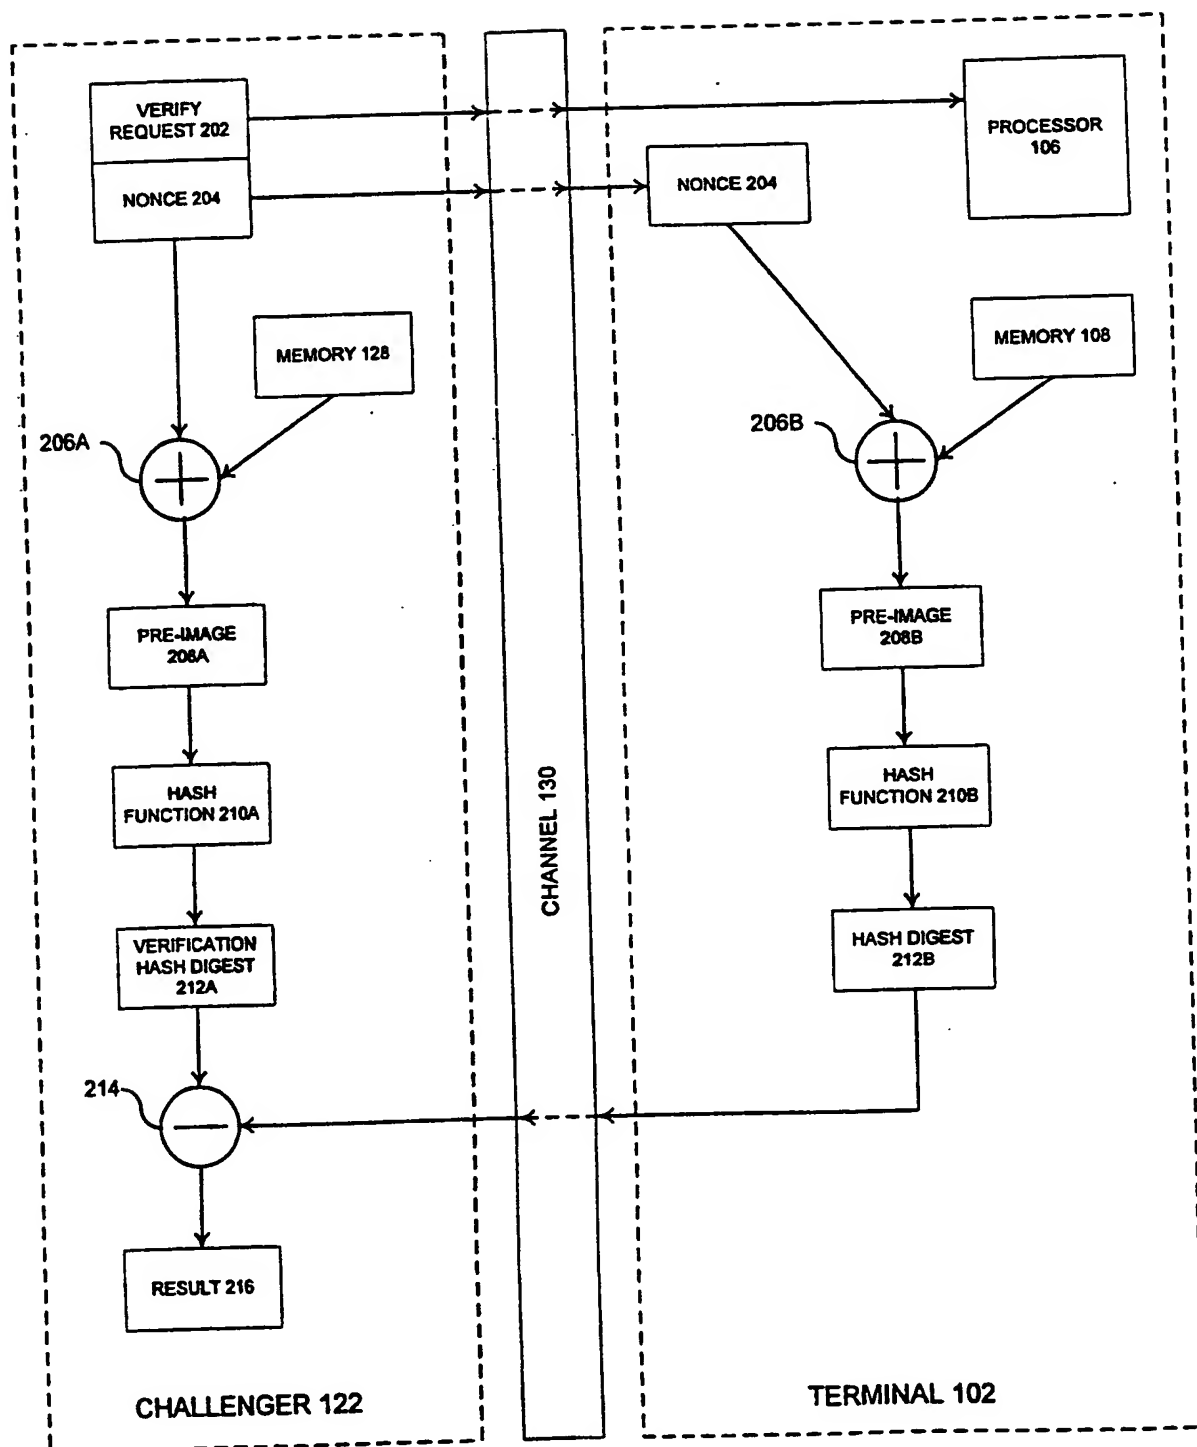 VERIFY
REQUEST 202
NONCE 204
MEMORY 128
206A
PRE-IMAGE
208A
HASH
FUNCTION 210A
VERIFICATION
HASH DIGEST
212A
214
RESULT 216
CHALLENGER 122
CHANNEL 130
PROCESSOR
106
NONCE 204
MEMORY 108
206B
PRE-IMAGE
208B
HASH
FUNCTION 210B
HASH DIGEST
212B
TERMINAL 102